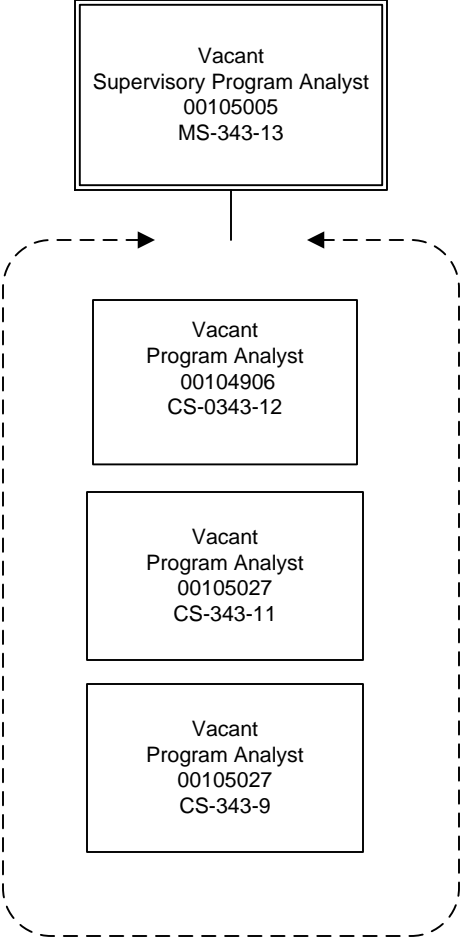 Vacant
Supervisory Program Analyst
00105005
MS-343-13
Vacant
Program Analyst
00104906
CS-0343-12
Vacant
Program Analyst
00105027
CS-343-11
Vacant
Program Analyst
00105027
CS-343-9